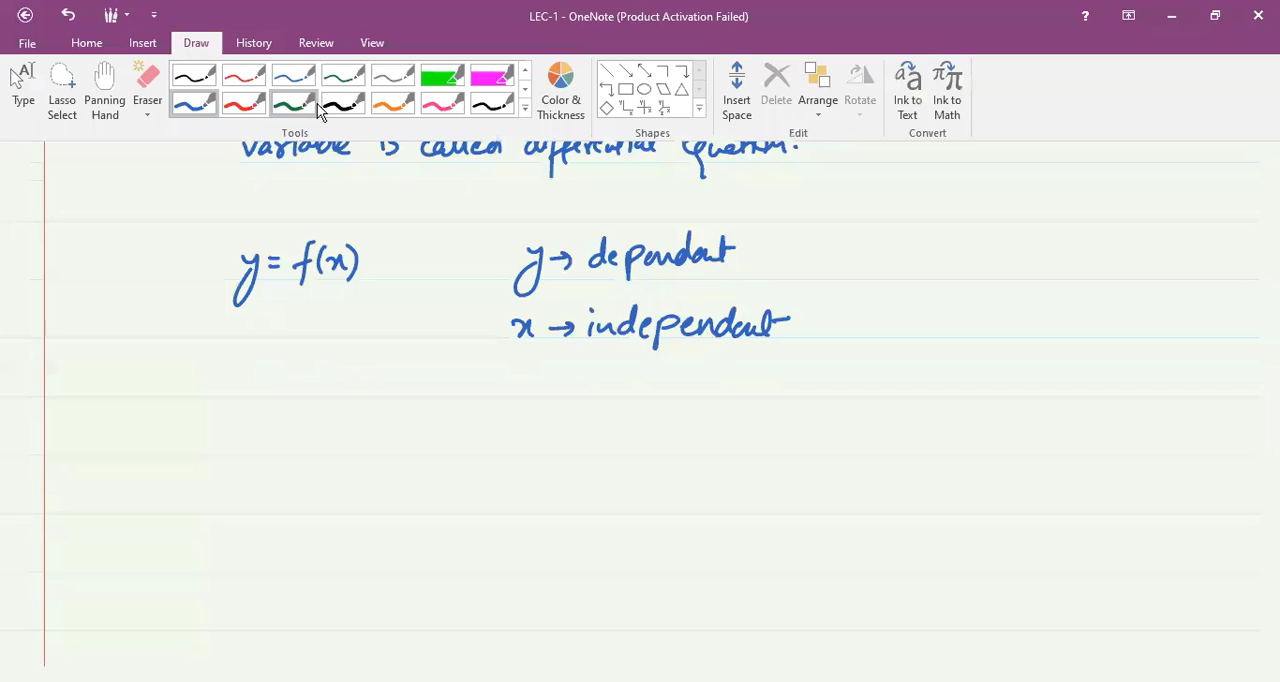 LEC-1 - OneNote (Product Activation Failed)
?
File Home Insert Draw History Review View
Type
Lasso Select
Panning Hand
Eraser
Color & Thickness
Insert Space
Delete
Arrange
Rotate
Ink to Text
Ink to Math
Tools
Shapes
Edit
Convert
variable is called differential
y = f(x)
y → dependent
x → independent